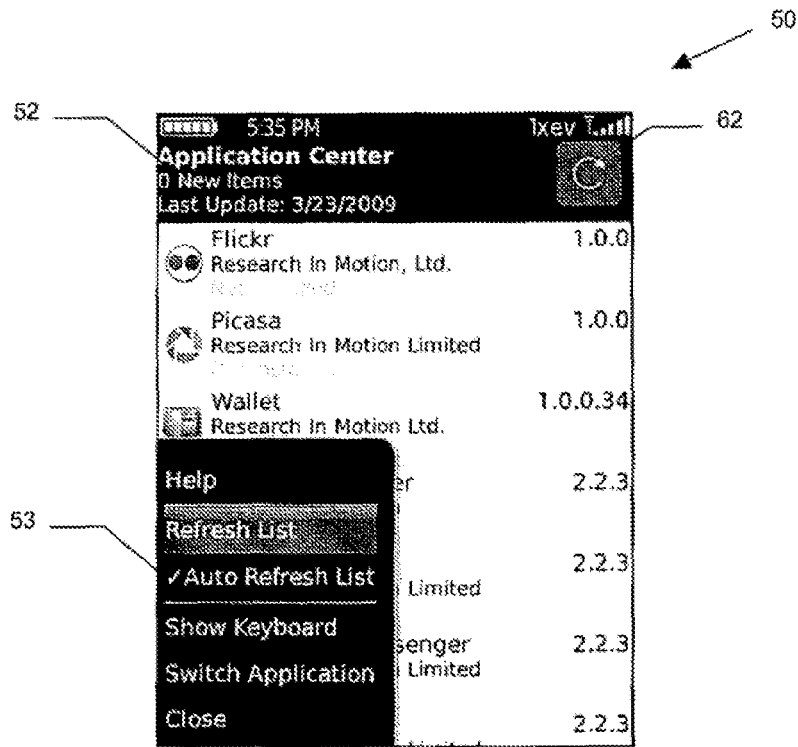 50
52
62
5:35 PM
1xev
Application Center
0 New Items
Last Update: 3/23/2009
Flickr
1.0.0
Research In Motion, Ltd.
Picasa
1.0.0
Research In Motion Limited
Wallet
1.0.0.34
Research In Motion Ltd.
Help
er
2.2.3
Refresh List
53
✓Auto Refresh List
2.2.3
Limited
Show Keyboard
senger
2.2.3
Switch Application
Limited
Close
2.2.3